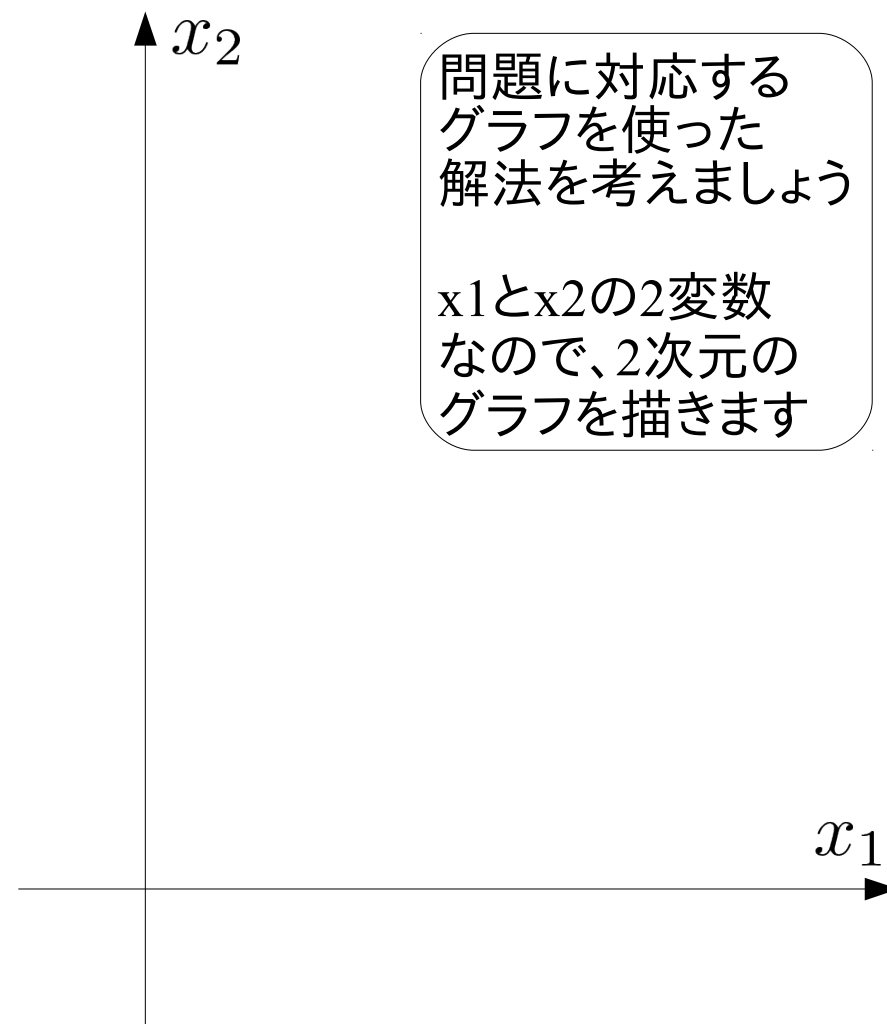 x₂
問題に対応する
グラフを使った
解法を考えましょう
x1とx2の2変数
なので、2次元の
グラフを描きます
x₁